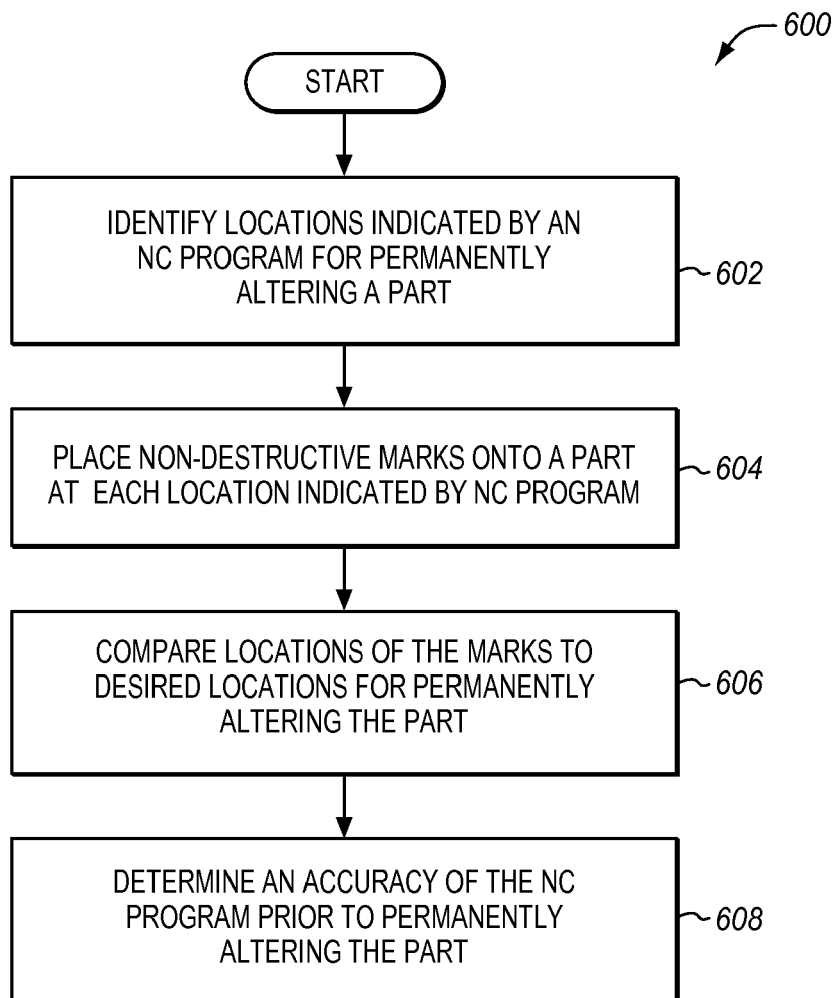 600
START
IDENTIFY LOCATIONS INDICATED BY AN
NC PROGRAM FOR PERMANENTLY
ALTERING A PART
602
PLACE NON-DESTRUCTIVE MARKS ONTO A PART
AT EACH LOCATION INDICATED BY NC PROGRAM
604
COMPARE LOCATIONS OF THE MARKS TO
DESIRED LOCATIONS FOR PERMANENTLY
ALTERING THE PART
606
DETERMINE AN ACCURACY OF THE NC
PROGRAM PRIOR TO PERMANENTLY
ALTERING THE PART
608